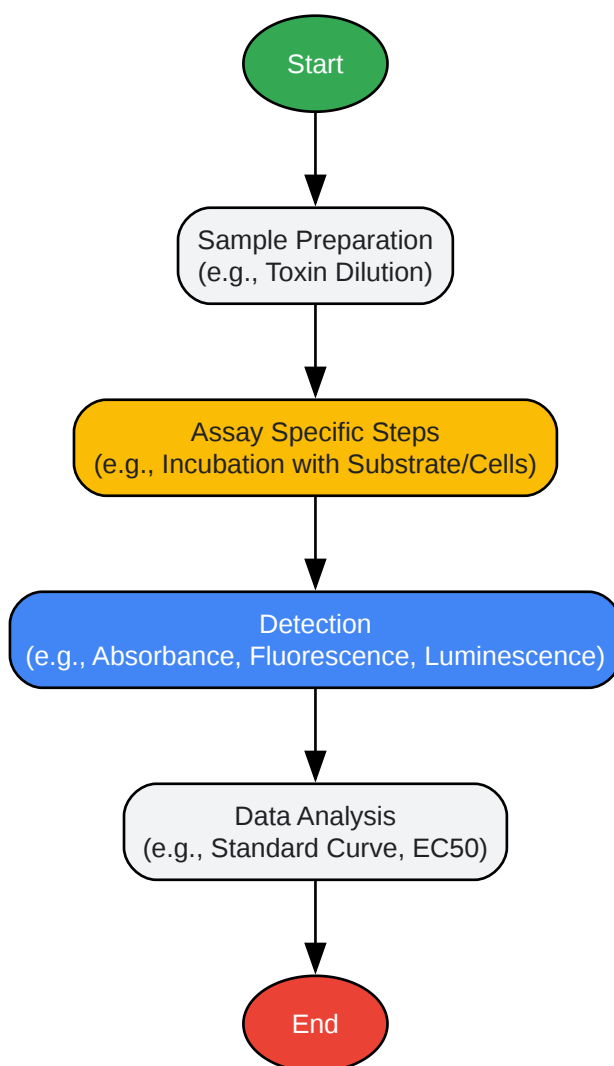 Start
Sample Preparation
(e.g., Toxin Dilution)
Assay Specific Steps
(e.g., Incubation with Substrate/Cells)
Detection
(e.g., Absorbance, Fluorescence, Luminescence)
Data Analysis
(e.g., Standard Curve, EC50)
End